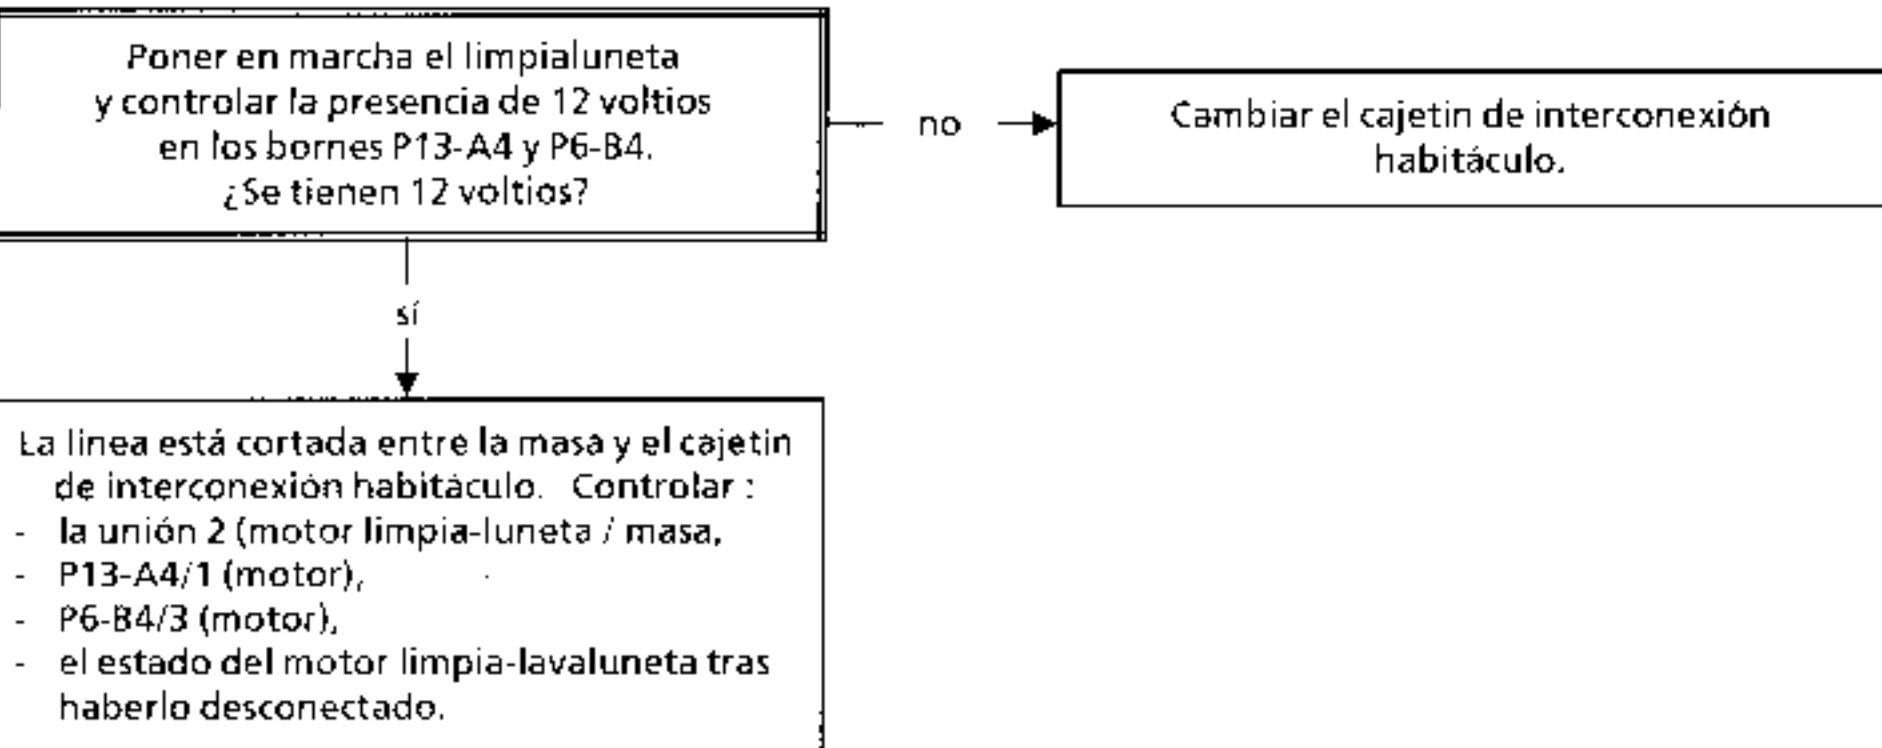 Poner en marcha el limpialuneta
y controlar la presencia de 12 voltios
en los bornes P13-A4 y P6-B4.
¿Se tienen 12 voltios?
no
Cambiar el cajetin de interconexión
habitáculo.
sí
La linea está cortada entre la masa y el cajetin
de interconexión habitáculo. Controlar :
- la unión 2 (motor limpia-luneta / masa,
- P13-A4/1 (motor),
- P6-B4/3 (motor),
- el estado del motor limpia-lavaluneta tras
haberlo desconectado.